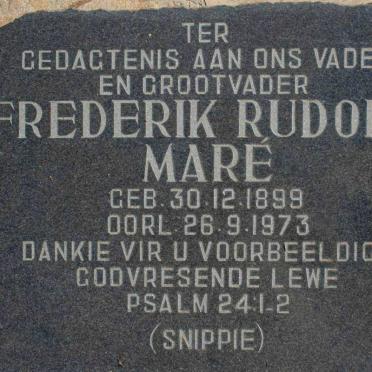 TER
GEDAGTENIS AAN ONS VADE
EN GROOTVADER
FREDERIK RUDOL
MARÉ
GEB. 30.12.1899
OORL. 26.9.1973
DANKIE VIR U VOORBEELDIG
GODVRESENDE LEWE
PSALM 24:1-2
(SNIPPIE)